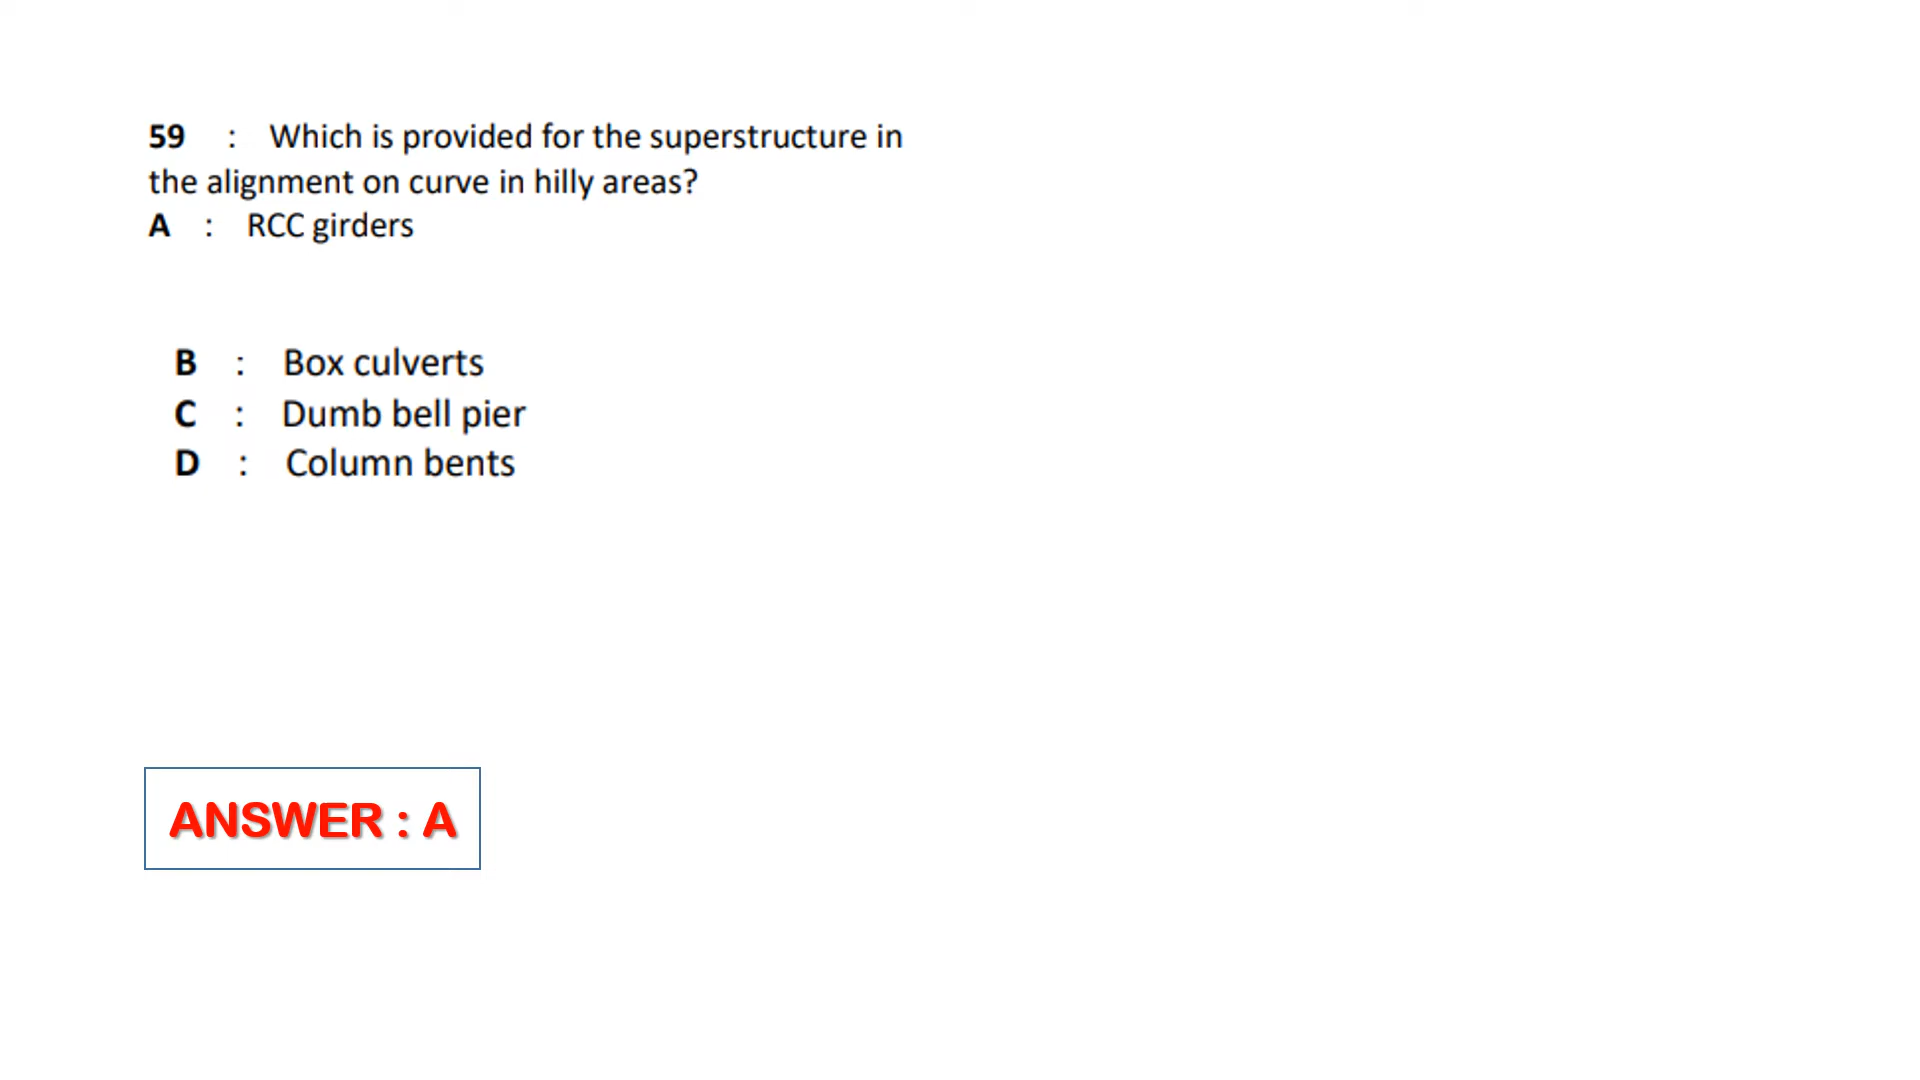 59 : Which is provided for the superstructure in
the alignment on curve in hilly areas?
A : RCC girders
B : Box culverts
C : Dumb bell pier
D : Column bents
ANSWER : A